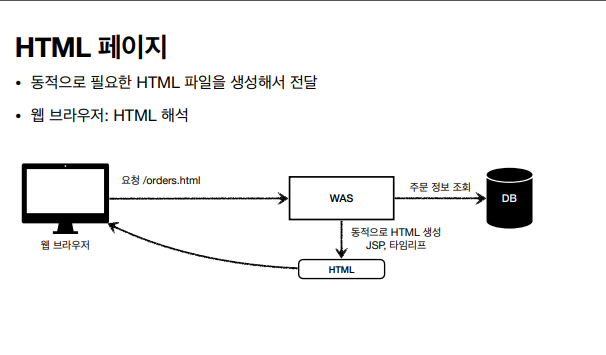 HTML 페이지
• 동적으로 필요한 HTML 파일을 생성해서 전달
• 웹 브라우저: HTML 해석
요청 /orders.html
WAS
주문 정보 조회
DB
웹 브라우저
동적으로 HTML 생성
JSP, 타임리프
HTML